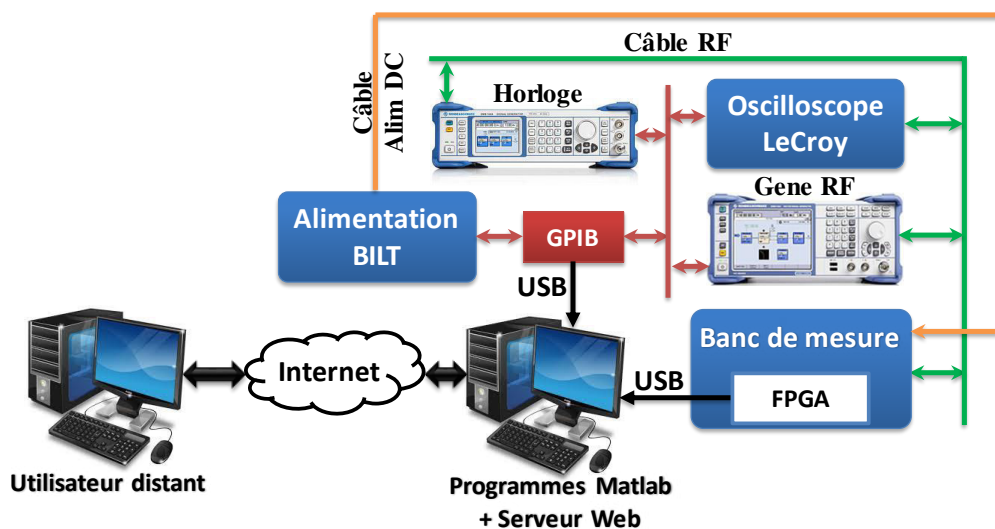 Câble RF
Câble
Alim DC
Horloge
Oscilloscope
LeCroy
Gene RF
Alimentation
BILT
GPIB
USB
Banc de mesure
Internet
USB
FPGA
Utilisateur distant
Programmes Matlab
+ Serveur Web